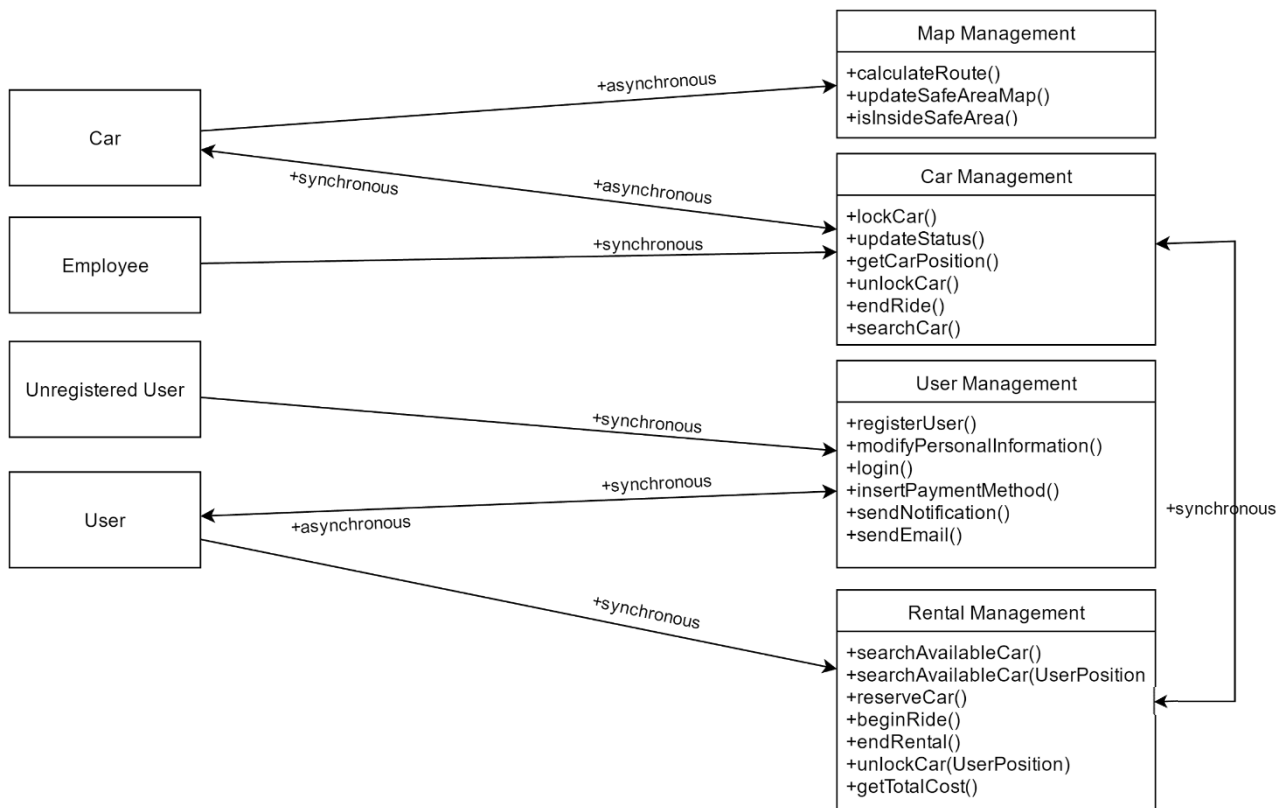 Map Management
+calculateRoute()
+updateSafeAreaMap()
+isInsideSafeArea()
+asynchronous
Car
+synchronous
+asynchronous
Car Management
+lockCar()
+updateStatus()
+getCarPosition()
+unlockCar()
+endRide()
+searchCar()
Employee
+synchronous
Unregistered User
+synchronous
User Management
+registerUser()
+modifyPersonalInformation()
+login()
+insertPaymentMethod()
+sendNotification()
+sendEmail()
+synchronous
+synchronous
User
+asynchronous
+synchronous
Rental Management
+searchAvailableCar()
+searchAvailableCar(UserPosition
+reserveCar()
+beginRide()
+endRental()
+unlockCar(UserPosition)
+getTotalCost()